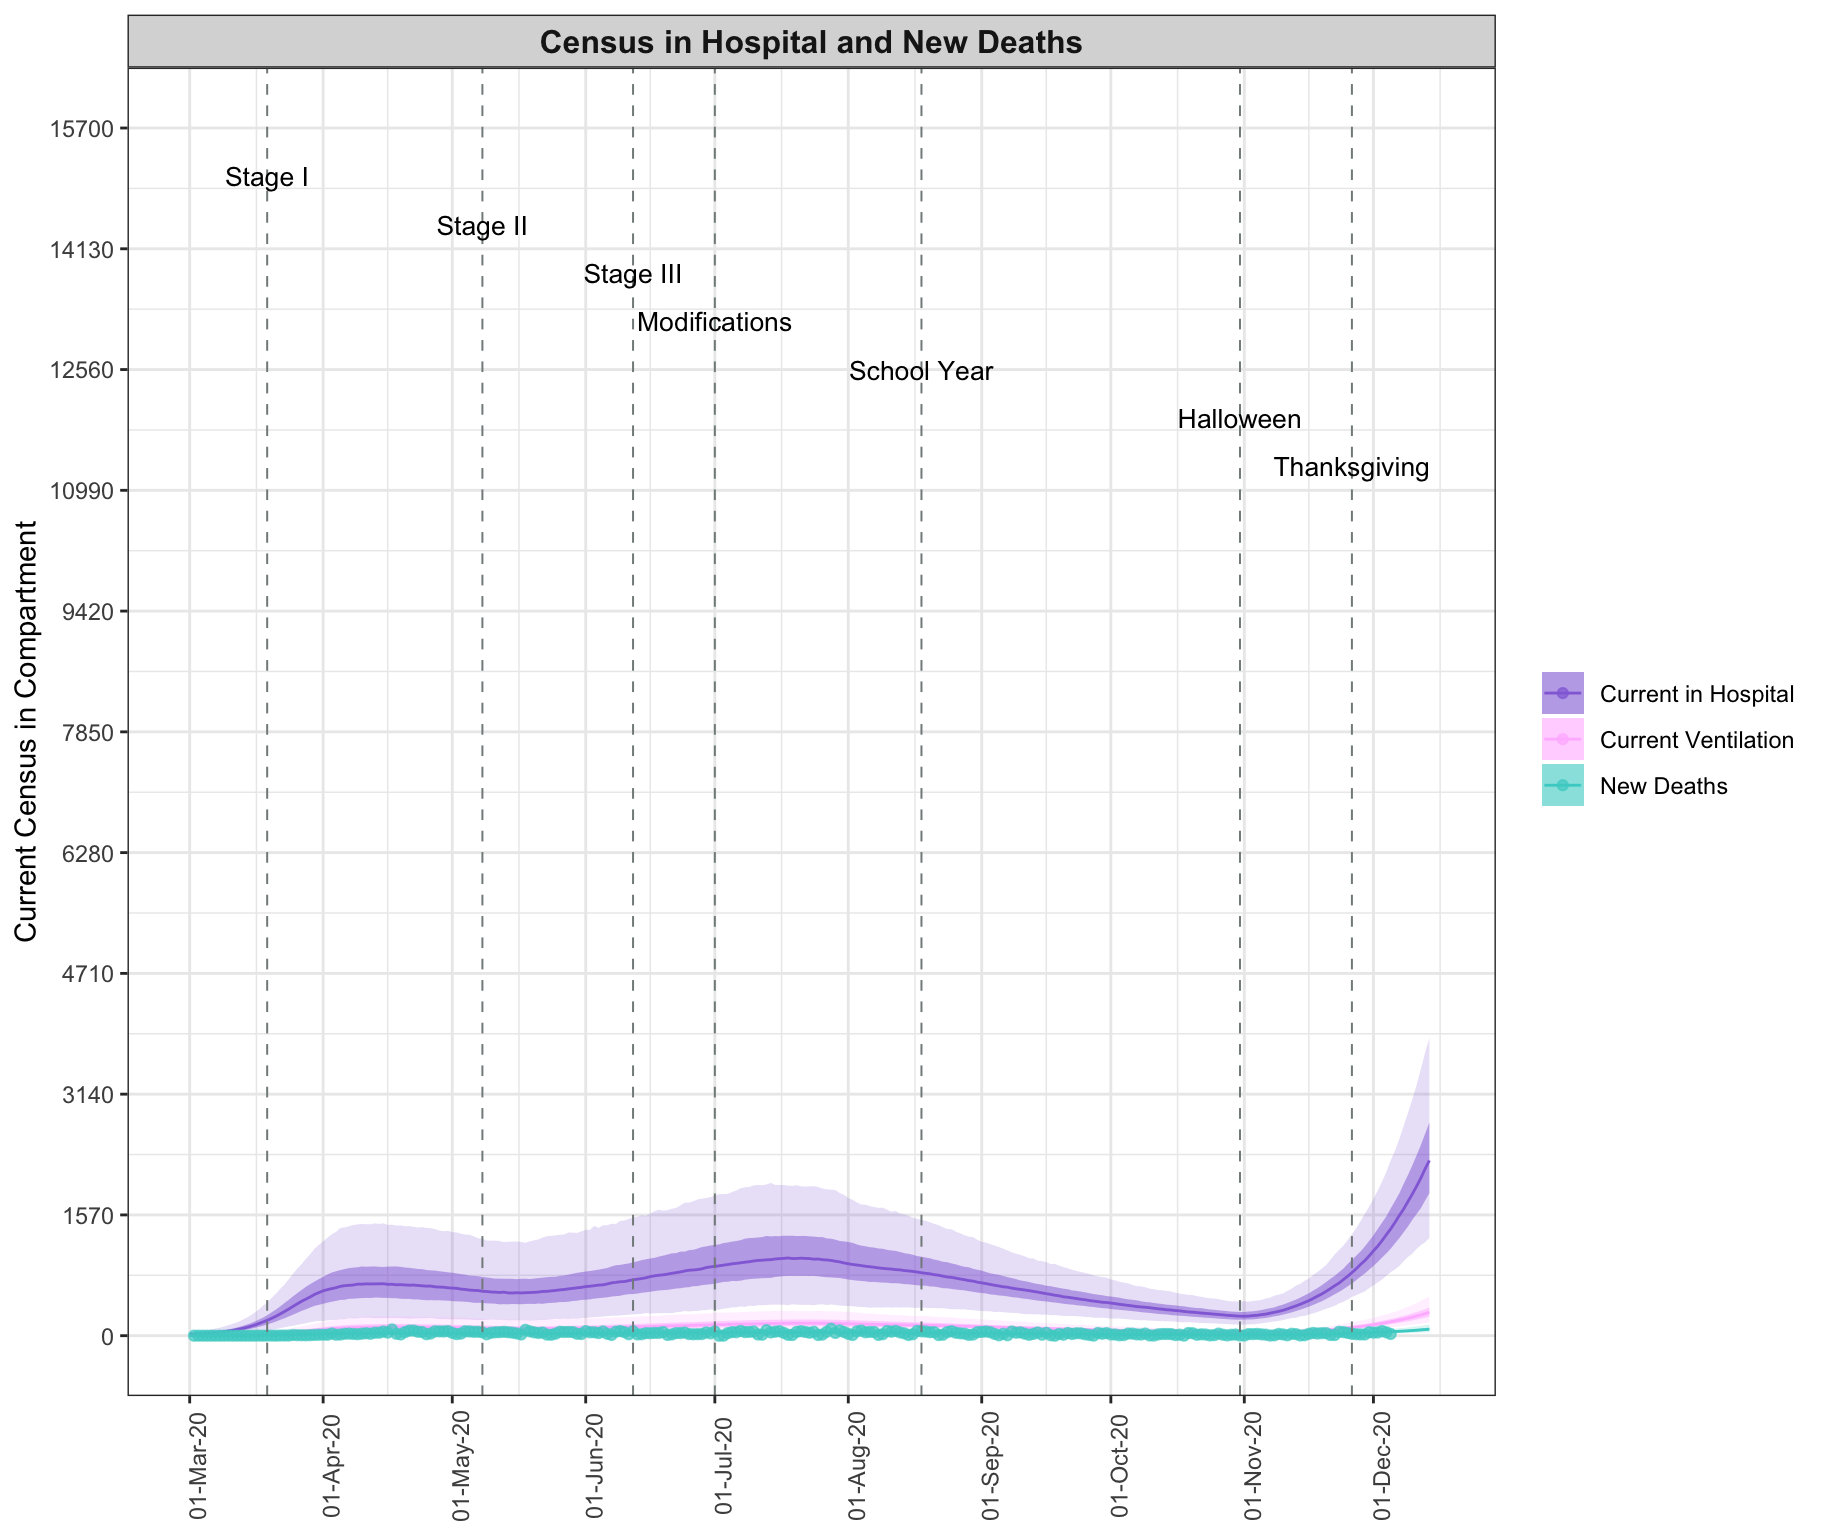 Census in Hospital and New Deaths
Current Census in Compartment
15700
14130
12560
10990
9420
7850
6280
4710
3140
1570
0
Stage I
Stage II
Stage III
Modifications
School Year
Halloween
Thanksgiving
01-Mar-20
01-Apr-20
01-May-20
01-Jun-20
01-Jul-20
01-Aug-20
01-Sep-20
01-Oct-20
01-Nov-20
01-Dec-20
Current in Hospital
Current Ventilation
New Deaths